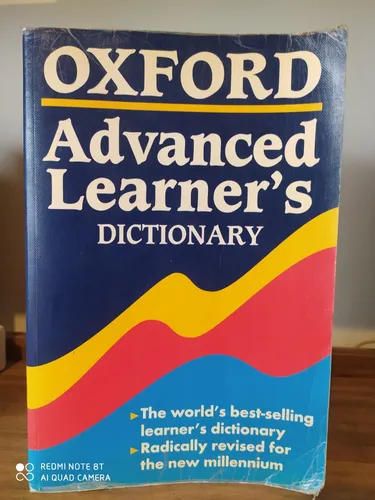 OXFORD
Advanced
Learner's
DICTIONARY
The world's best-selling
learner's dictionary
Radically revised for
the new millennium
REDMI NOTE 8T
AI QUAD CAMERA